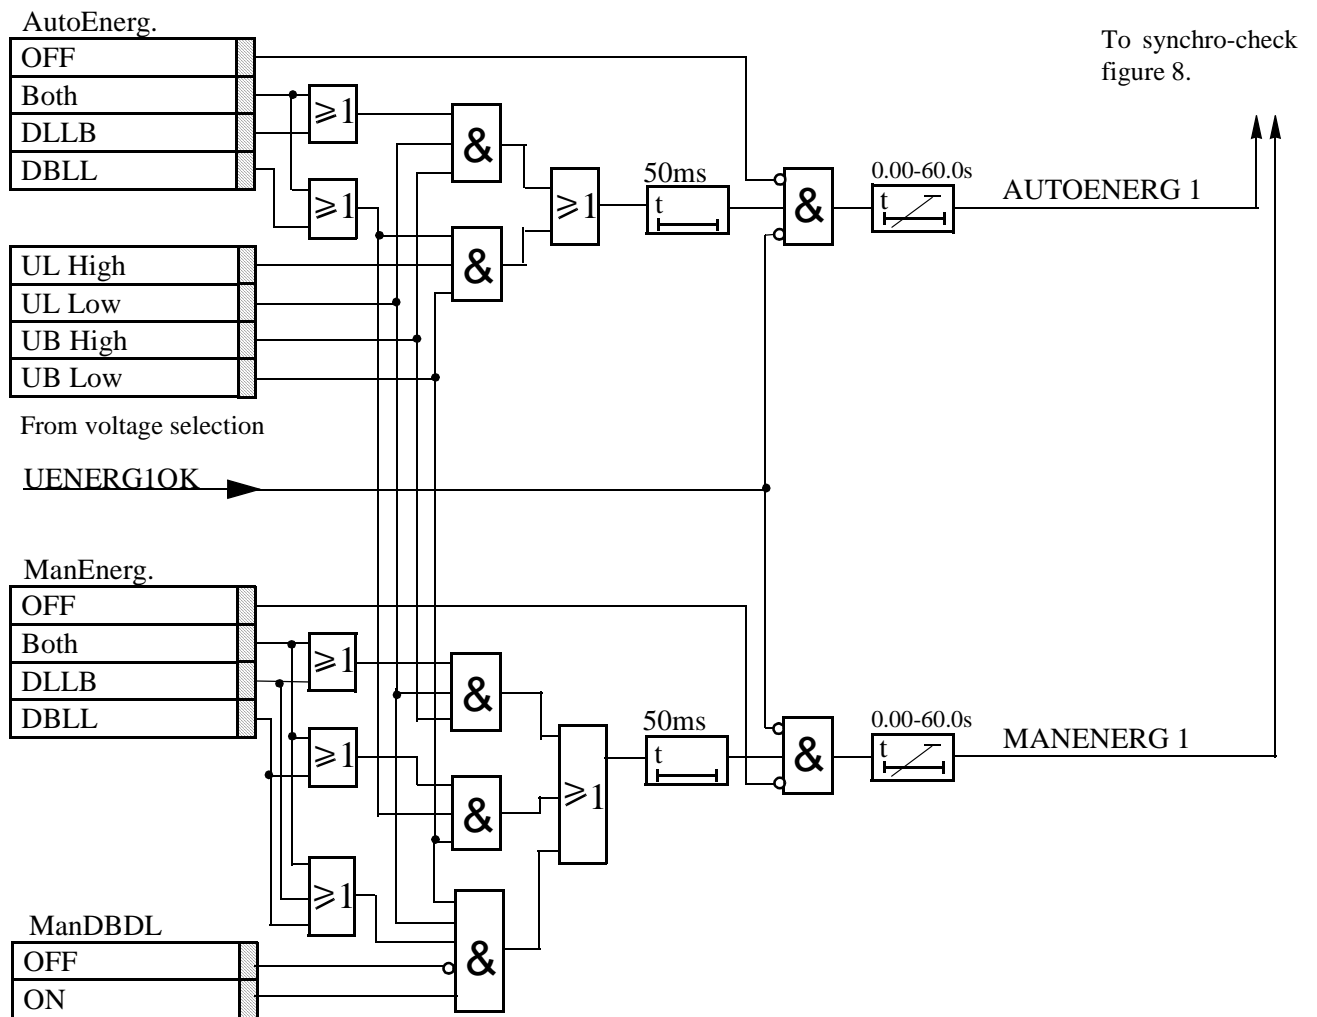 AutoEnerg.
OFF
Both
DLLB
DBLL
To synchro-check
figure 8.
≥1
&
≥1
≥1
&
50ms
t
&
0.00-60.0s
t
AUTOENERG 1
UL High
UL Low
UB High
UB Low
From voltage selection
UENERG1OK
ManEnerg.
OFF
Both
DLLB
DBLL
≥1
&
≥1
&
≥1
&
≥1
50ms
t
&
0.00-60.0s
t
MANENERG 1
ManDBDL
OFF
ON